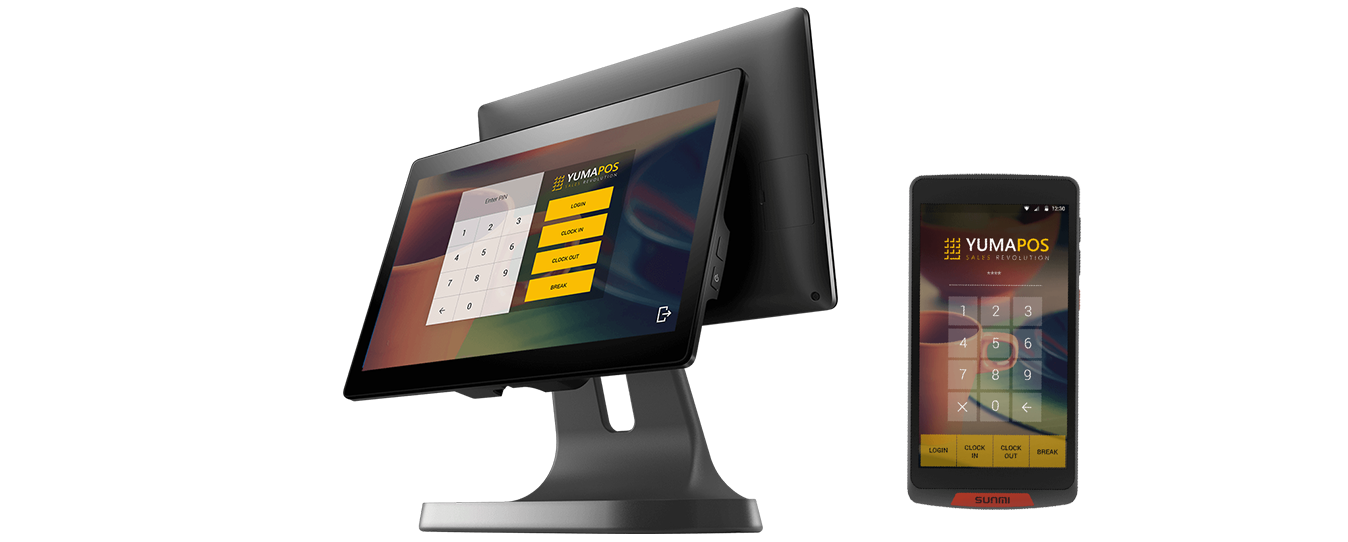 YUMAPOS
SALES REVOLUTION
Enter PIN
1 2 3
4 5 6
7 8 9
← 0
LOGIN
CLOCK IN
CLOCK OUT
BREAK
12:30
YUMAPOS
SALES REVOLUTION
****
1 2 3
4 5 6
7 8 9
X 0 ←
LOGIN
CLOCK
IN
CLOCK
OUT
BREAK
SUNMI